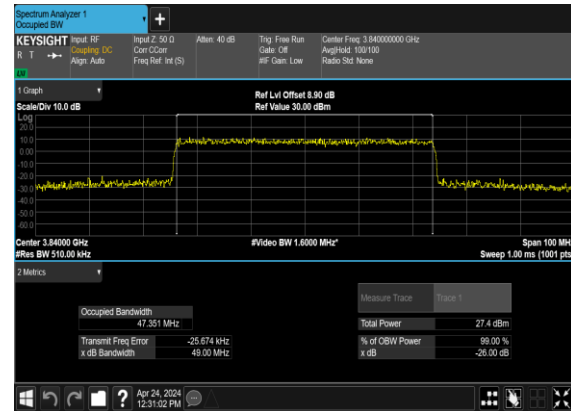 Spectrum Analyzer 1
Occupied BW
KEYSIGHT
R T
Input: RF
Coupling: DC
Align: Auto
Input Z: 50 Ω
Corr CCorr
Freq Ref: Int (S)
Atten: 40 dB
Trig: Free Run
Gate: Off
#IF Gain: Low
Center Freq: 3.840000000 GHz
Avg|Hold: 100/100
Radio Std: None
1 Graph
Scale/Div 10.0 dB
Ref Lvl Offset 8.90 dB
Ref Value 30.00 dBm
Log
20.0
10.0
0.00
-10.0
-20.0
-30.0
-40.0
-50.0
-60.0
Center 3.84000 GHz
#Res BW 510.00 kHz
#Video BW 1.6000 MHz*
Span 100 MH
Sweep 1.00 ms (1001 pts
2 Metrics
Occupied Bandwidth
47.351 MHz
Transmit Freq Error -25.674 kHz
x dB Bandwidth 49.00 MHz
Measure Trace Trace 1
Total Power 27.4 dBm
% of OBW Power 99.00 %
x dB -26.00 dB
?
Apr 24, 2024
12:31:02 PM